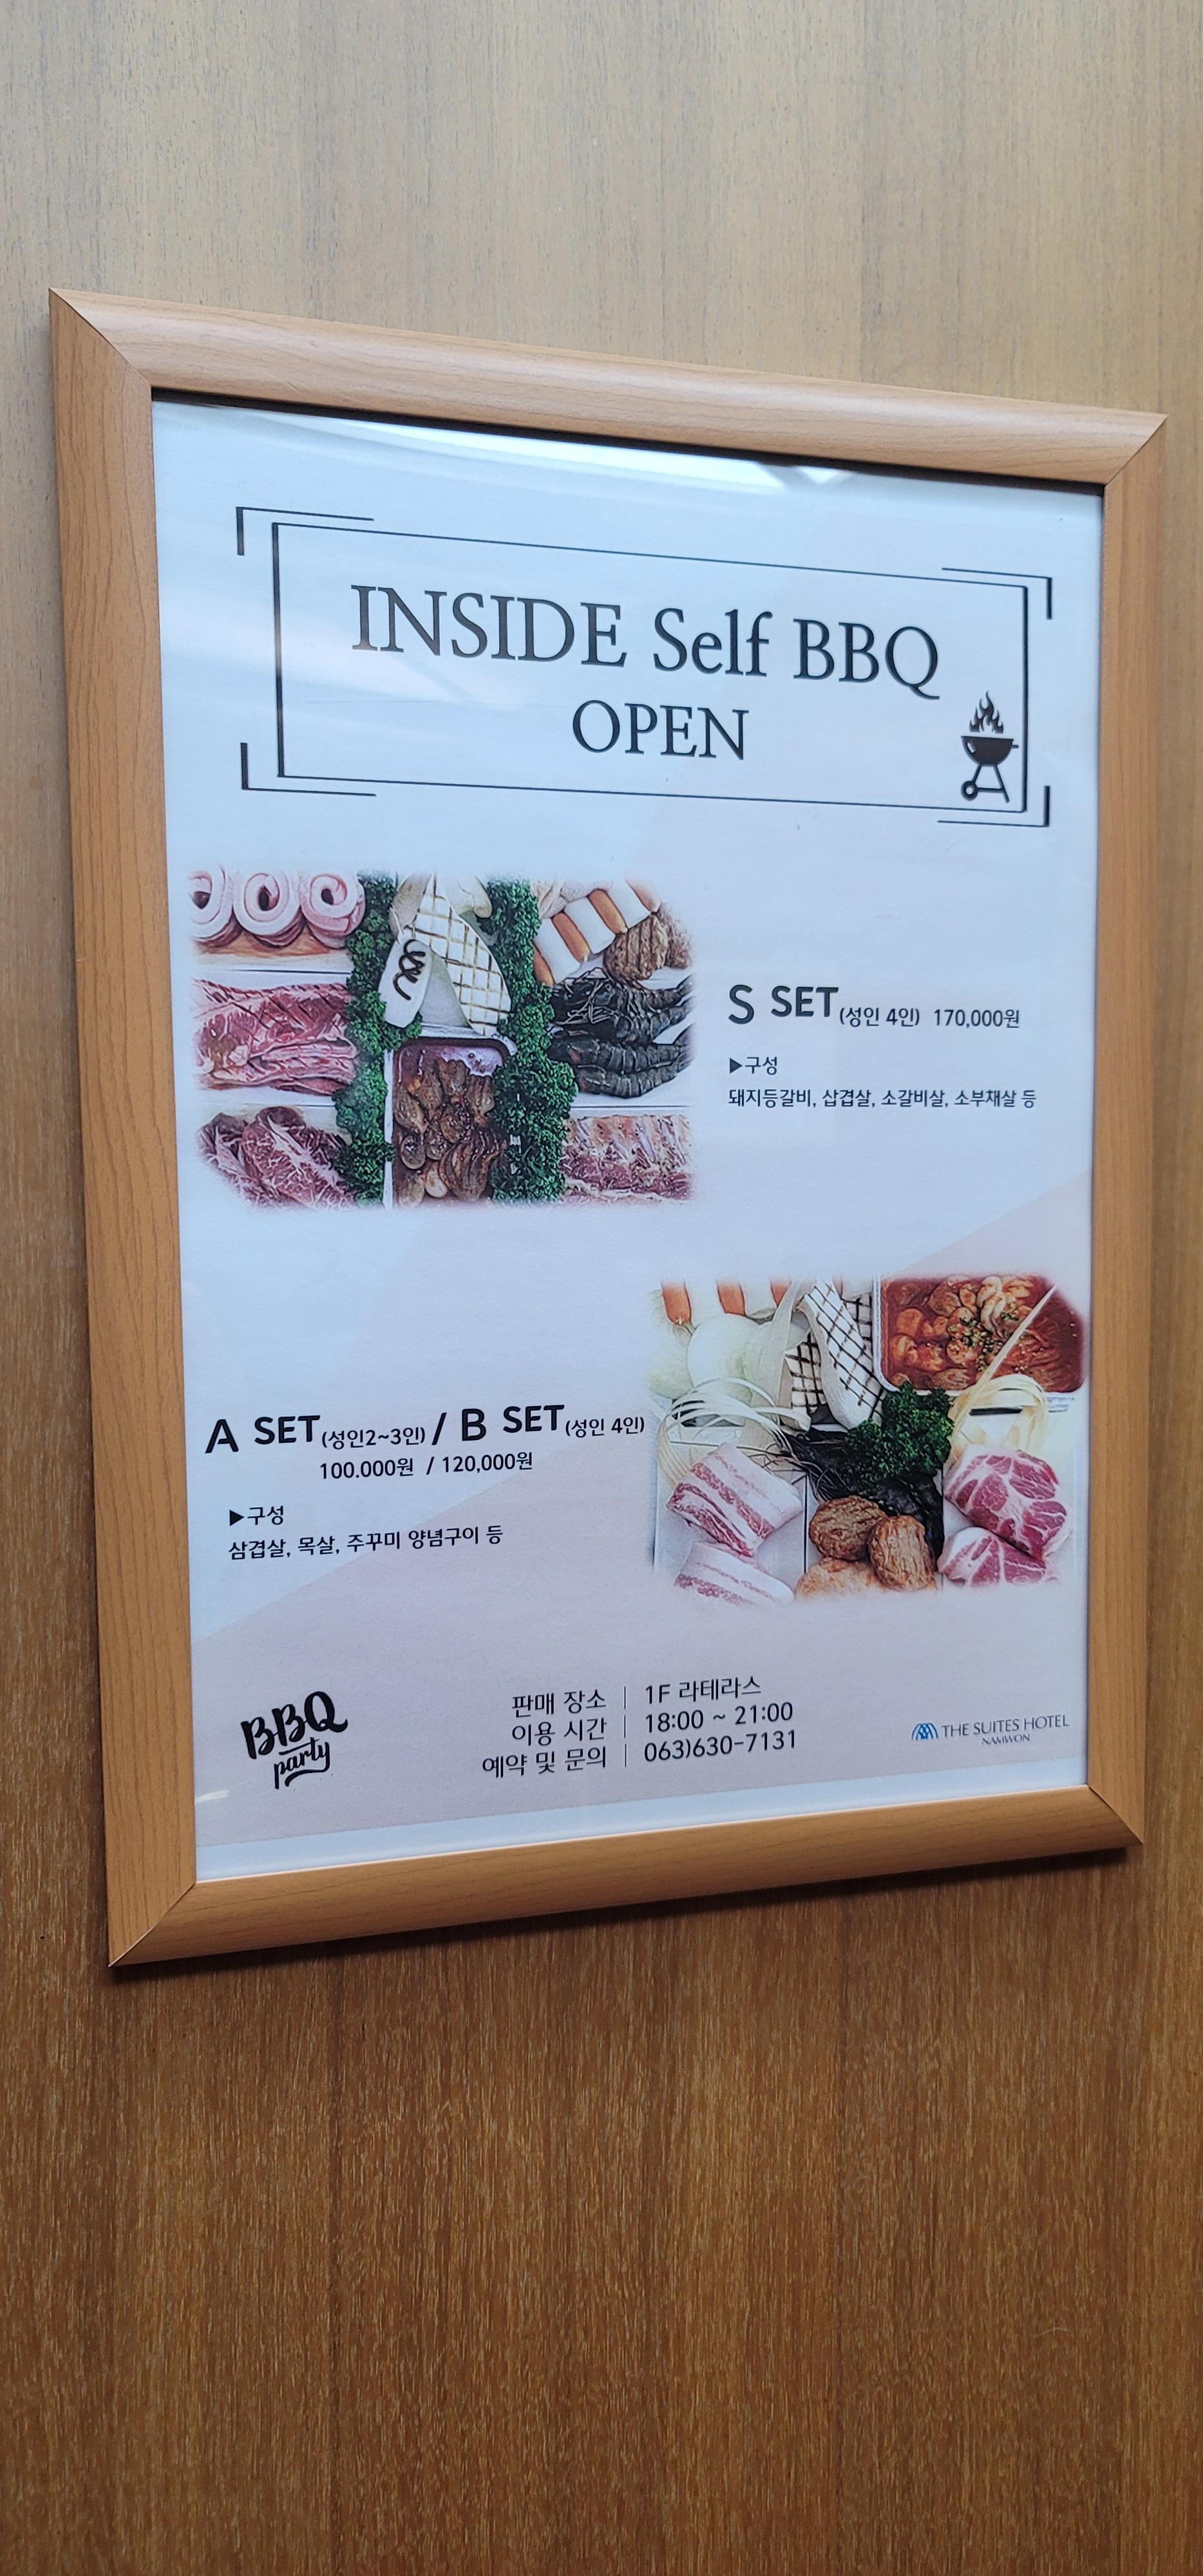 INSIDE Self BBQ
OPEN
S SET(성인 4인) 170,000원
▶구성
돼지등갈비, 삽겹살, 소갈비살, 소부채살 등
A SET(성인2~3인) / B SET(성인 4인)
100.000원 / 120,000원
▶구성
삼겹살, 목살, 주꾸미 양념구이 등
BBQ
party
판매 장소 | 1F 라테라스
이용 시간 | 18:00 ~ 21:00
예약 및 문의 | 063)630-7131
THE SUITES HOTEL
NAMWON